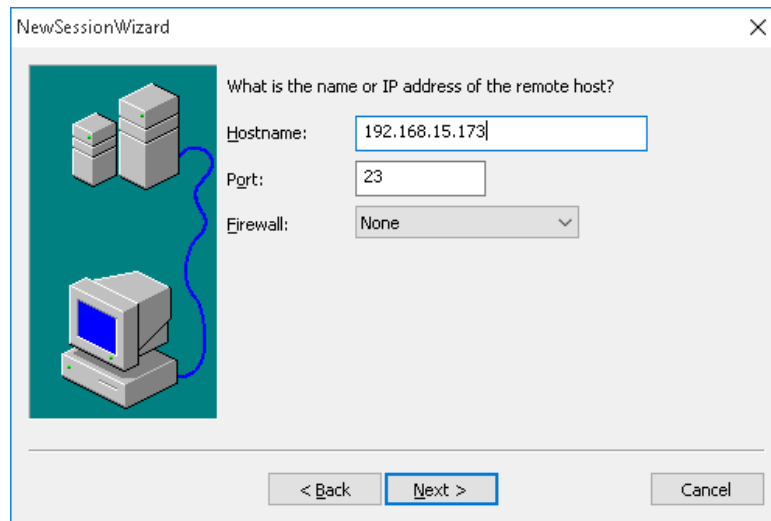 NewSessionWizard
What is the name or IP address of the remote host?
Hostname: 192.168.15.173
Port: 23
Firewall: None
< Back Next > Cancel